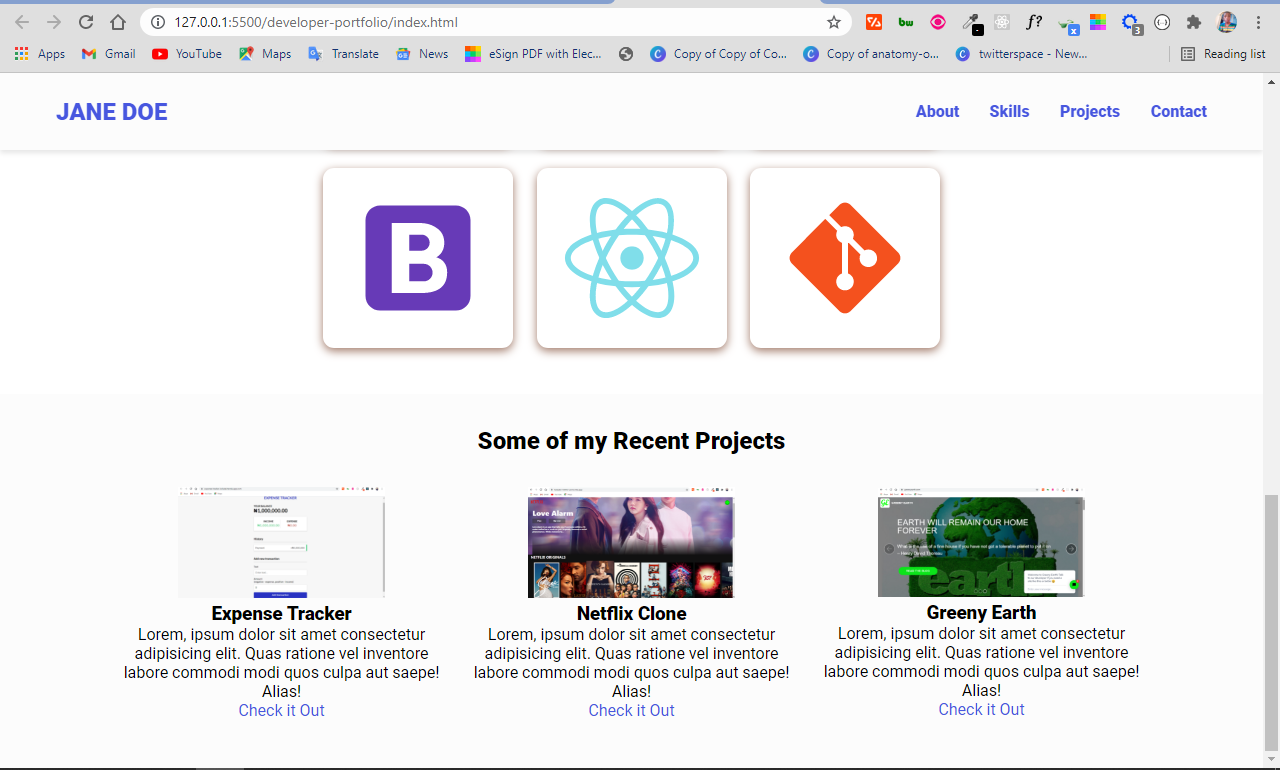 127.0.0.1:5500/developer-portfolio/index.html
Apps Gmail YouTube Maps Translate News eSign PDF with Elec... Copy of Copy of Co... Copy of anatomy-o... twitterspace - New... Reading list
JANE DOE About Skills Projects Contact
B
Some of my Recent Projects
EXPENSE TRACKER
₦1,000,000.00
Love Alarm
NETFLIX ORIGINALS
EARTH WILL REMAIN OUR HOME
FOREVER
earth
Expense Tracker
Lorem, ipsum dolor sit amet consectetur
adipisicing elit. Quas ratione vel inventore
labore commodi modi quos culpa aut saepe!
Alias!
Check it Out
Netflix Clone
Lorem, ipsum dolor sit amet consectetur
adipisicing elit. Quas ratione vel inventore
labore commodi modi quos culpa aut saepe!
Alias!
Check it Out
Greeny Earth
Lorem, ipsum dolor sit amet consectetur
adipisicing elit. Quas ratione vel inventore
labore commodi modi quos culpa aut saepe!
Alias!
Check it Out